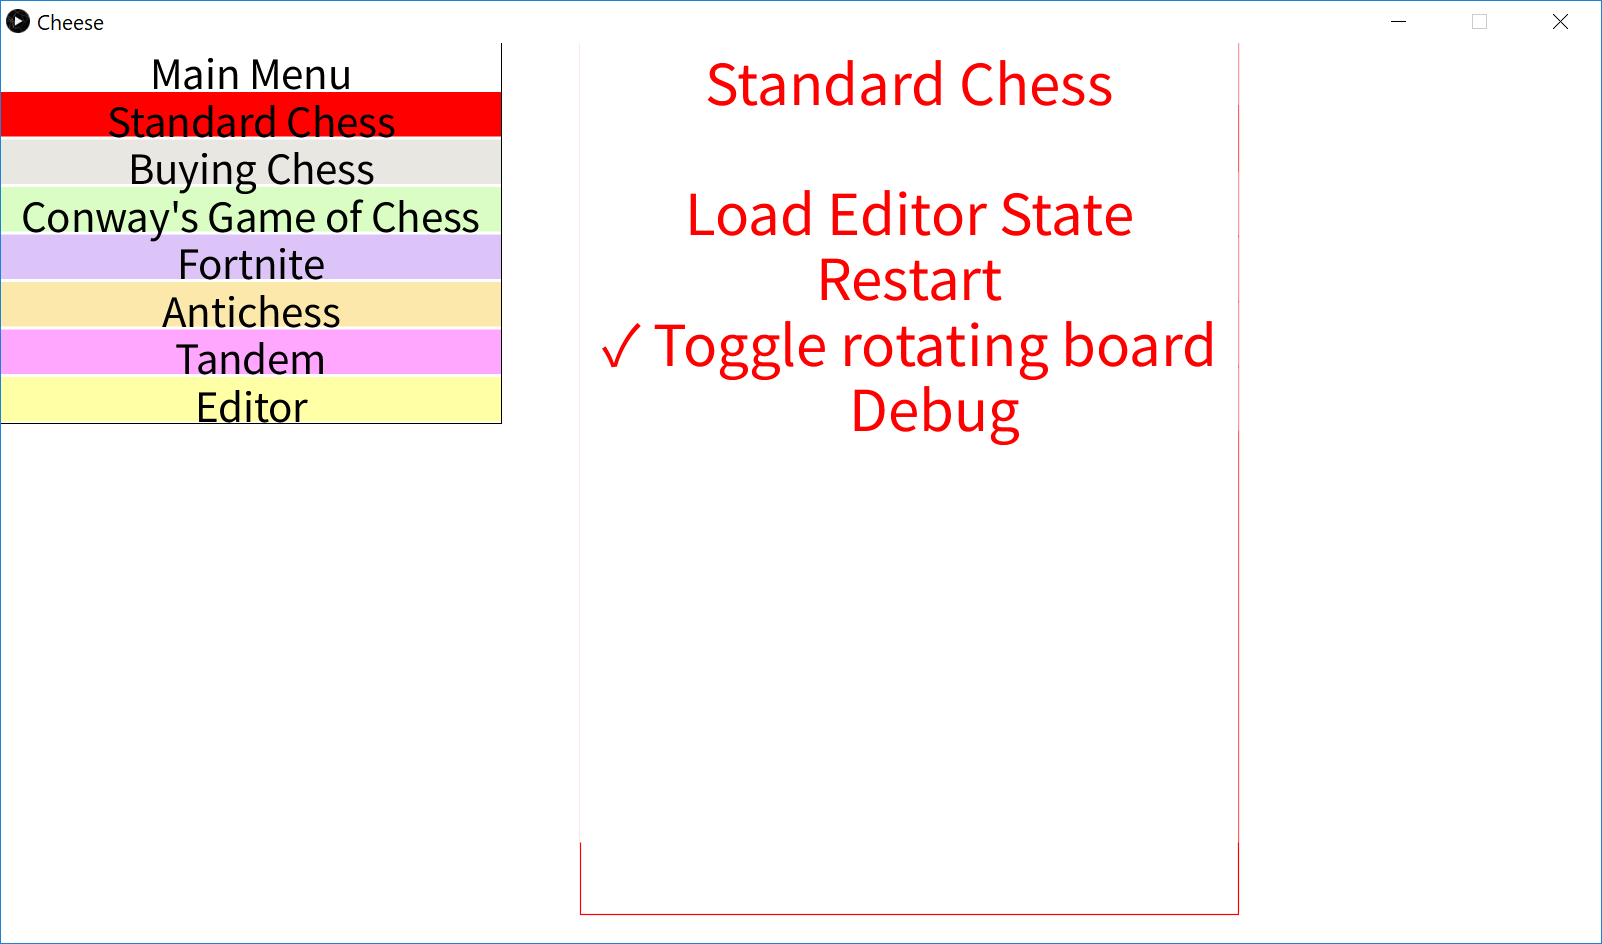 Cheese
Main Menu
Standard Chess
Buying Chess
Conway's Game of Chess
Fortnite
Antichess
Tandem
Editor
Standard Chess
Load Editor State
Restart
✓ Toggle rotating board
Debug